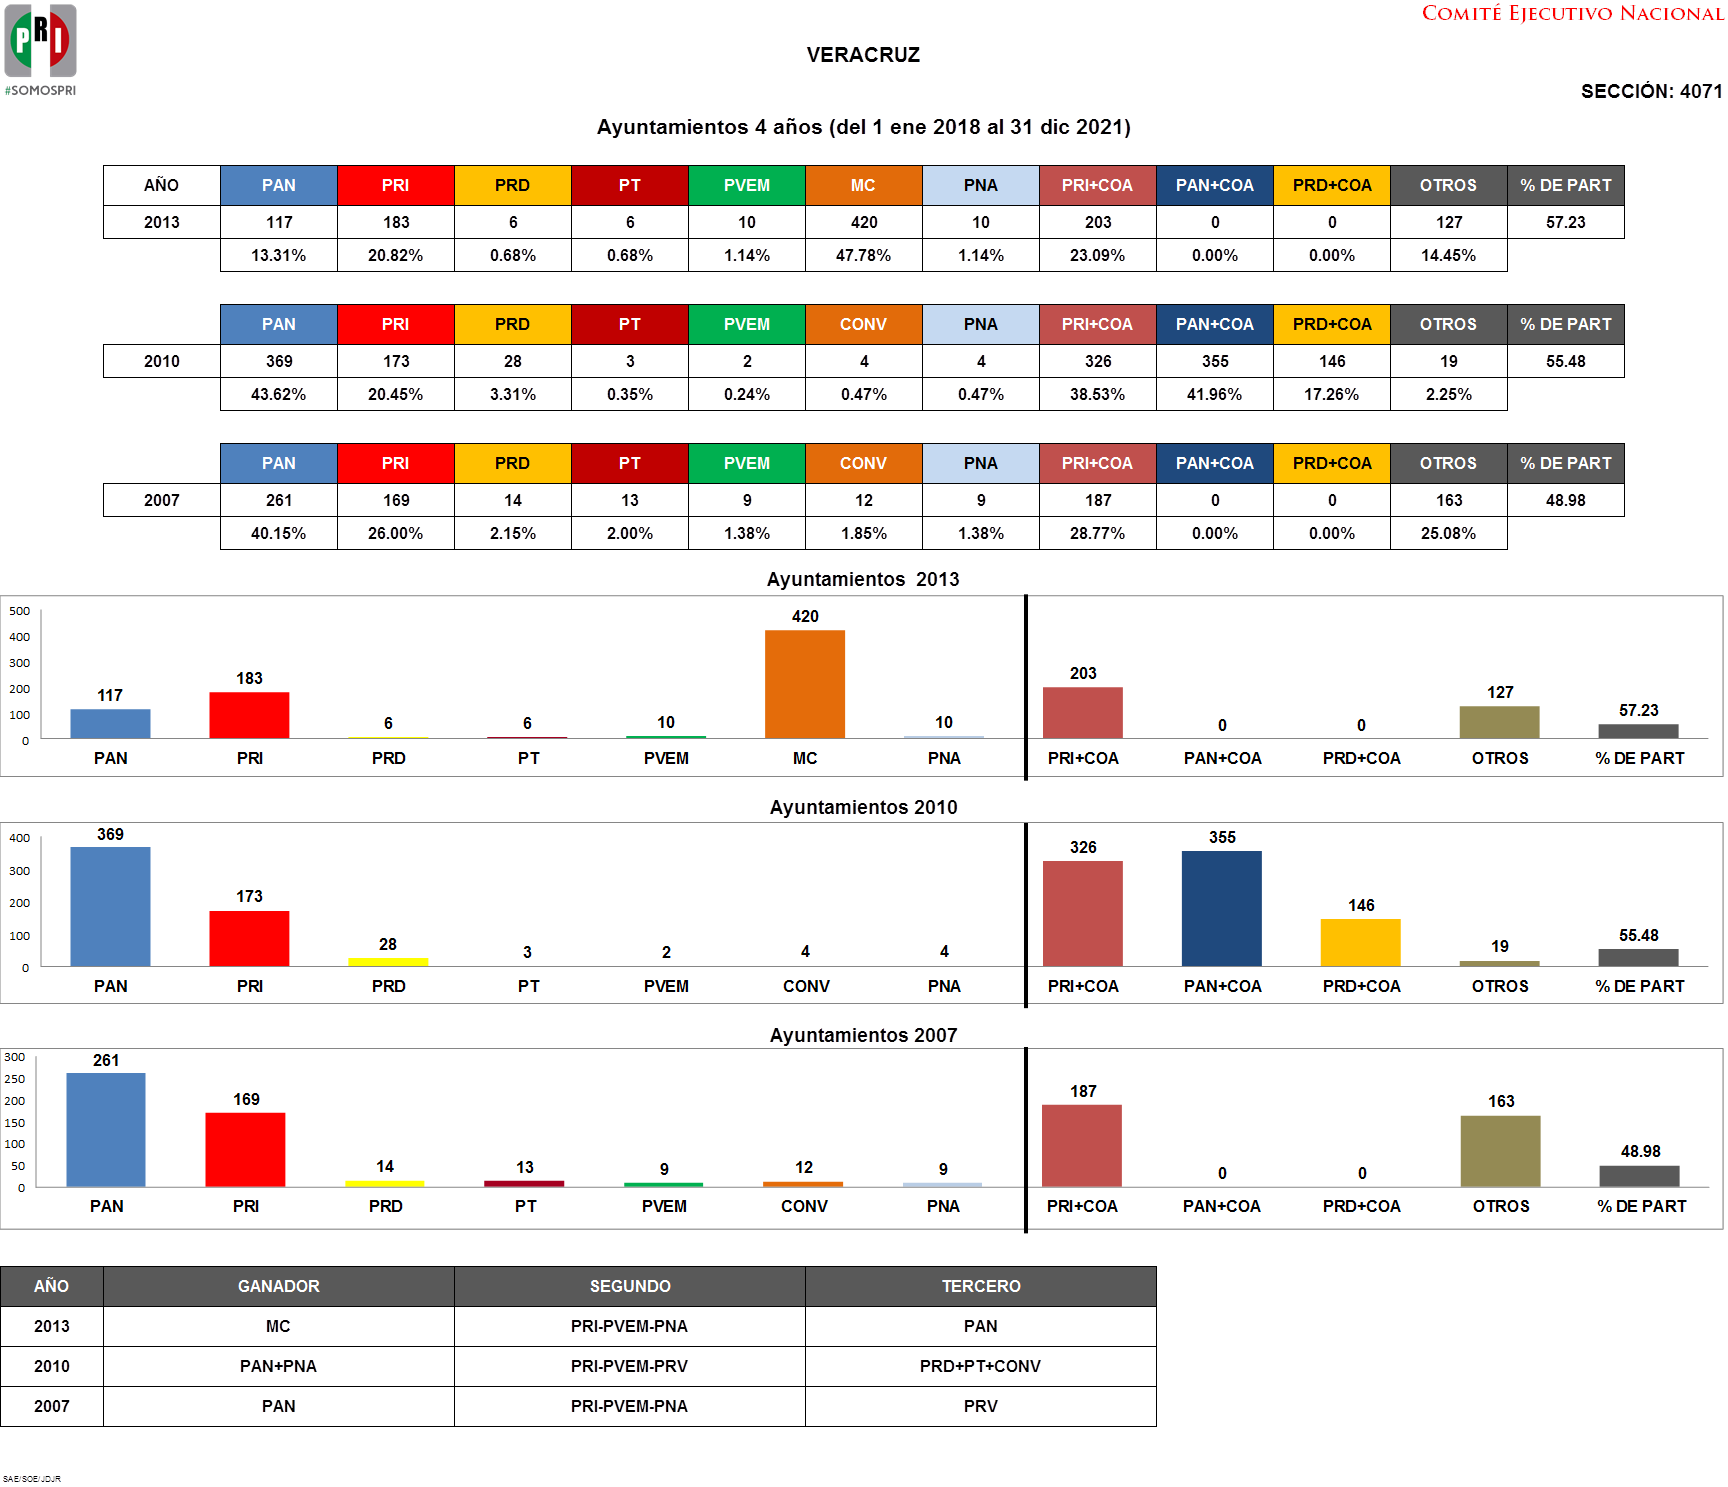 COMITÉ EJECUTIVO NACIONAL
PRI
#SOMOSPRI
VERACRUZ
SECCIÓN: 4071
Ayuntamientos 4 años (del 1 ene 2018 al 31 dic 2021)
AÑO PAN PRI PRD PT PVEM MC PNA PRI+COA PAN+COA PRD+COA OTROS % DE PART
2013 117 183 6 6 10 420 10 203 0 0 127 57.23
13.31% 20.82% 0.68% 0.68% 1.14% 47.78% 1.14% 23.09% 0.00% 0.00% 14.45%
PAN PRI PRD PT PVEM CONV PNA PRI+COA PAN+COA PRD+COA OTROS % DE PART
2010 369 173 28 3 2 4 4 326 355 146 19 55.48
43.62% 20.45% 3.31% 0.35% 0.24% 0.47% 0.47% 38.53% 41.96% 17.26% 2.25%
PAN PRI PRD PT PVEM CONV PNA PRI+COA PAN+COA PRD+COA OTROS % DE PART
2007 261 169 14 13 9 12 9 187 0 0 163 48.98
40.15% 26.00% 2.15% 2.00% 1.38% 1.85% 1.38% 28.77% 0.00% 0.00% 25.08%
Ayuntamientos 2013
500
400
300
200
100
0
117 183 6 6 10 420 10 203 0 0 127 57.23
PAN PRI PRD PT PVEM MC PNA PRI+COA PAN+COA PRD+COA OTROS % DE PART
Ayuntamientos 2010
400
300
200
100
0
369 173 28 3 2 4 4 326 355 146 19 55.48
PAN PRI PRD PT PVEM CONV PNA PRI+COA PAN+COA PRD+COA OTROS % DE PART
Ayuntamientos 2007
300
250
200
150
100
50
0
261 169 14 13 9 12 9 187 0 0 163 48.98
PAN PRI PRD PT PVEM CONV PNA PRI+COA PAN+COA PRD+COA OTROS % DE PART
AÑO GANADOR SEGUNDO TERCERO
2013 MC PRI-PVEM-PNA PAN
2010 PAN+PNA PRI-PVEM-PRV PRD+PT+CONV
2007 PAN PRI-PVEM-PNA PRV
SAE/SOE/JDJR